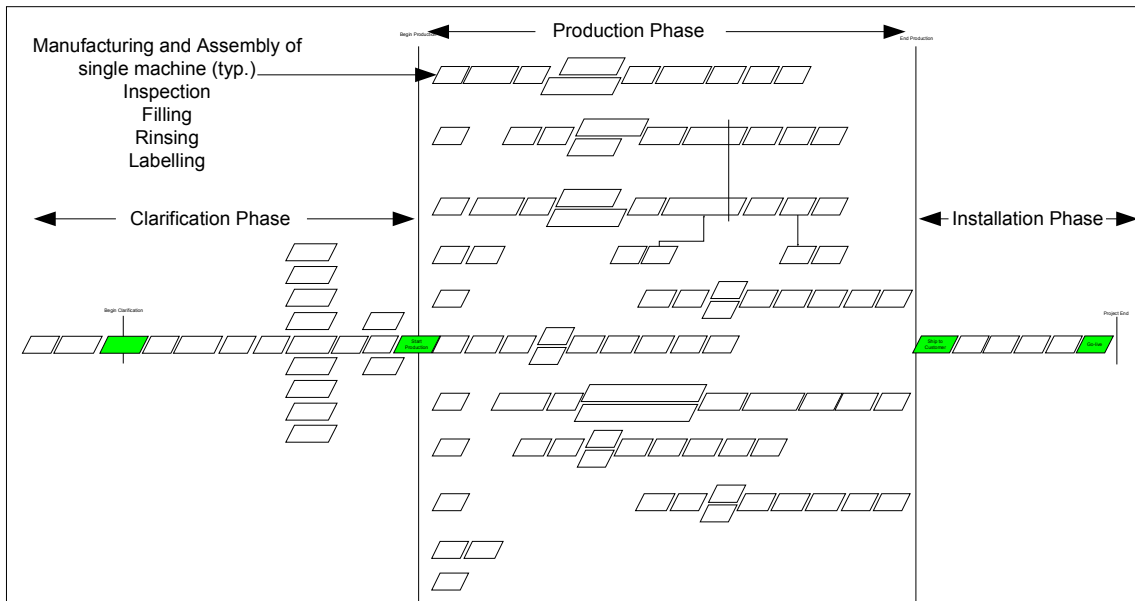 Begin Production
Production Phase
End Production
Manufacturing and Assembly of
single machine (typ.)
Inspection
Filling
Rinsing
Labelling
Clarification Phase
Installation Phase
Begin Clarification
Project End
Start
Production
Ship to
Customer
Go-live